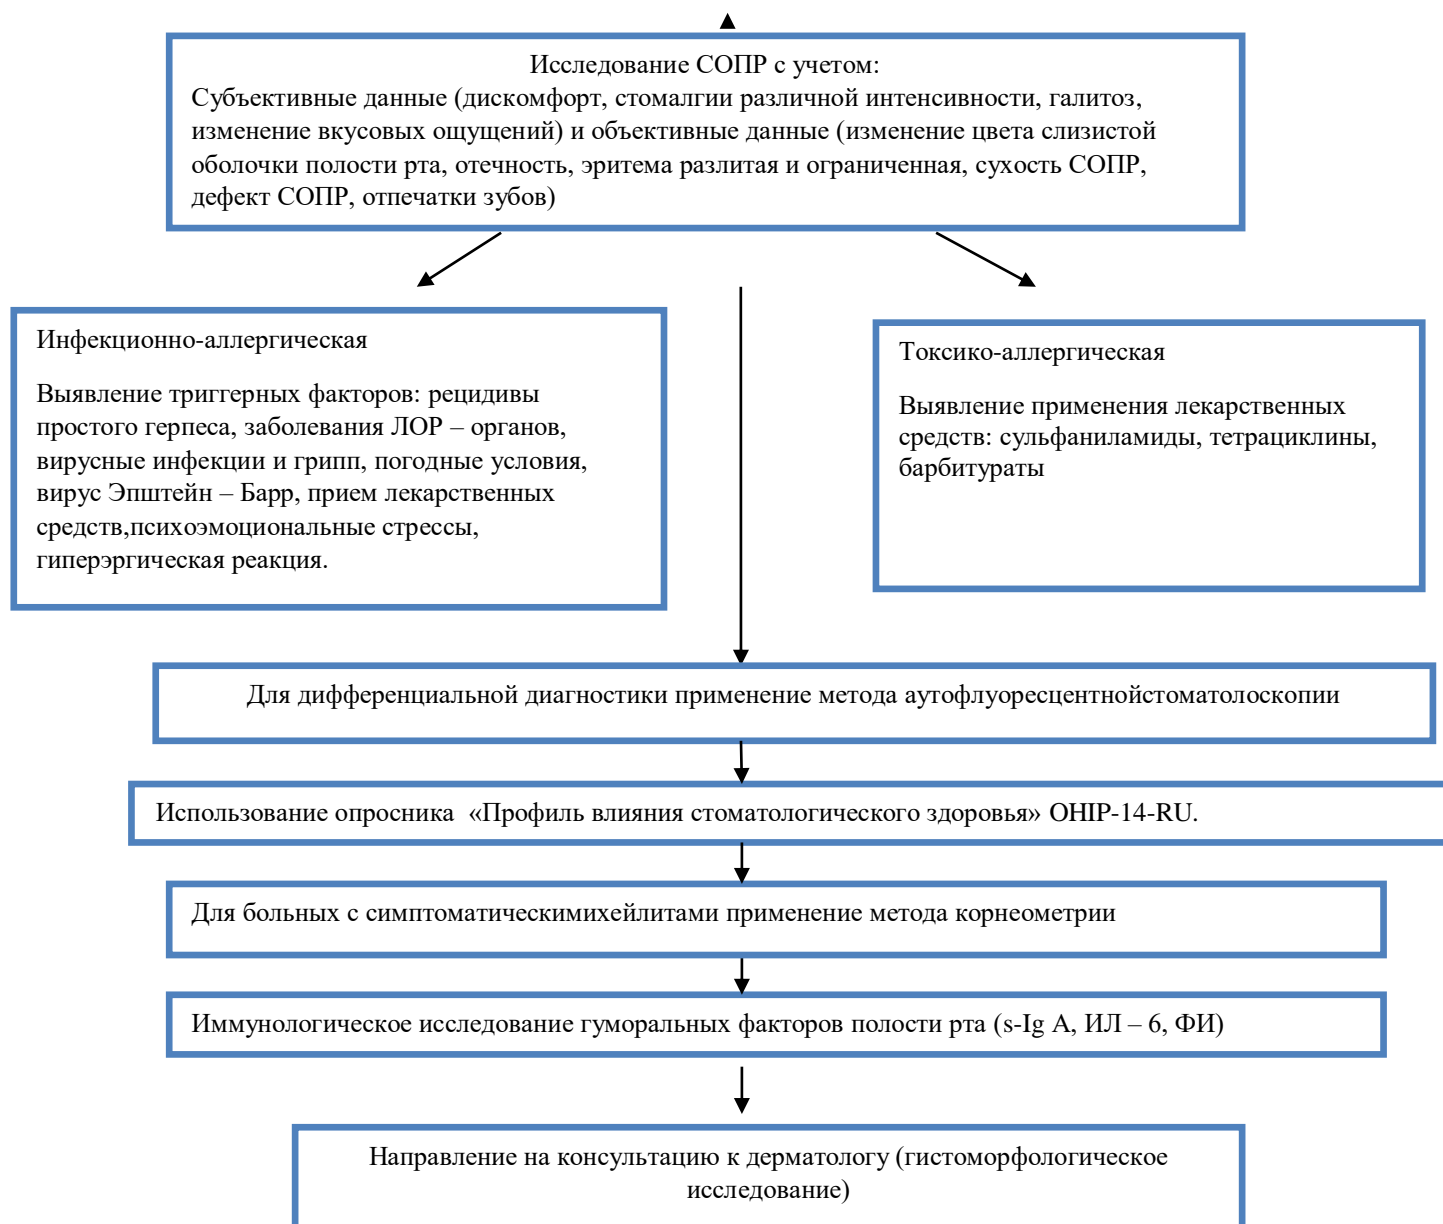 Исследование СОПР с учетом:
Субъективные данные (дискомфорт, стомалгии различной интенсивности, галитоз,
изменение вкусовых ощущений) и объективные данные (изменение цвета слизистой
оболочки полости рта, отечность, эритема разлитая и ограниченная, сухость СОПР,
дефект СОПР, отпечатки зубов)
Инфекционно-аллергическая
Выявление триггерных факторов: рецидивы
простого герпеса, заболевания ЛОР – органов,
вирусные инфекции и грипп, погодные условия,
вирус Эпштейн – Барр, прием лекарственных
средств,психоэмоциональные стрессы,
гиперэргическая реакция.
Токсико-аллергическая
Выявление применения лекарственных
средств: сульфаниламиды, тетрациклины,
барбитураты
Для дифференциальной диагностики применение метода аутофлуоресцентнойстоматолоскопии
Использование опросника «Профиль влияния стоматологического здоровья» OHIP-14-RU.
Для больных с симптоматическимихейлитами применение метода корнеометрии
Иммунологическое исследование гуморальных факторов полости рта (s-Ig A, ИЛ – 6, ФИ)
Направление на консультацию к дерматологу (гистоморфологическое
исследование)